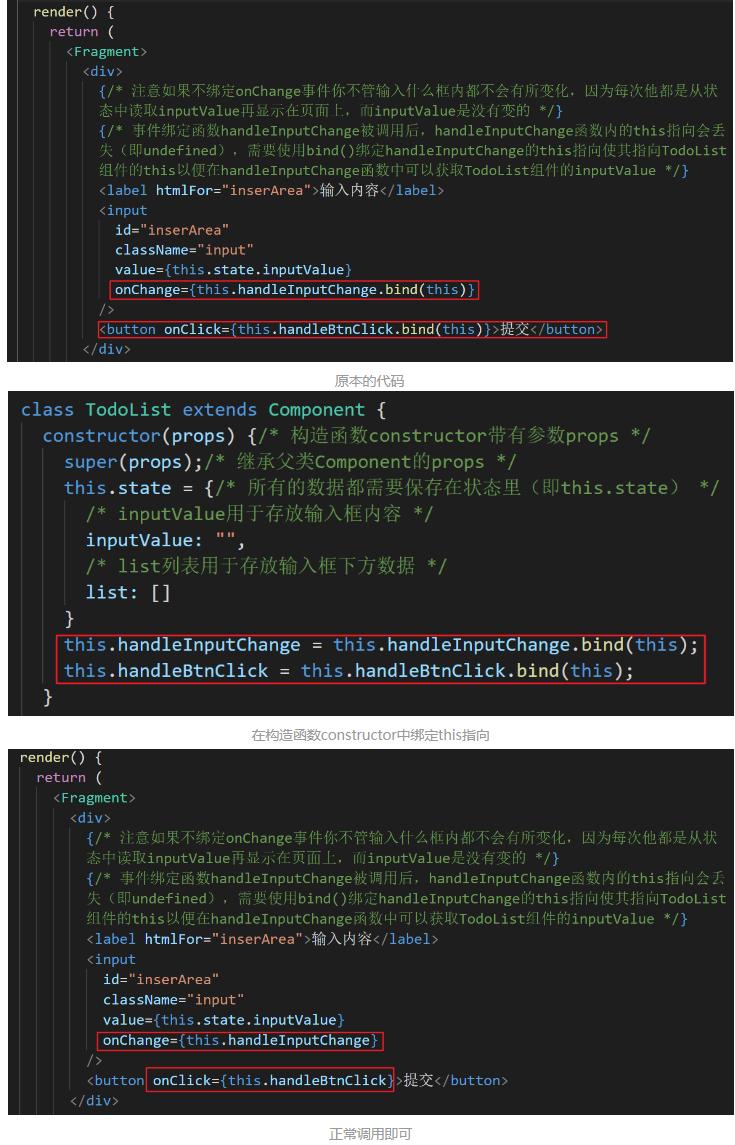 render() {
return (
<Fragment>
<div>
{/* 注意如果不绑定onChange事件你不管输入什么框内都不会有所变化，因为每次他都是从状
态中读取inputValue再显示在页面上，而inputValue是没有变的 */}
{/* 事件绑定函数handleInputChange被调用后，handleInputChange函数内的this指向会丢
失（即undefined），需要使用bind()绑定handleInputChange的this指向使其指向TodoList
组件的this以便在handleInputChange函数中可以获取TodoList组件的inputValue */}
<label htmlFor="inserArea">输入内容</label>
<input
id="inserArea"
className="input"
value={this.state.inputValue}
onChange={this.handleInputChange.bind(this)}
/>
<button onClick={this.handleBtnClick.bind(this)}>提交</button>
</div>
原本的代码
class TodoList extends Component {
constructor(props) {/* 构造函数constructor带有参数props */
super(props);/* 继承父类Component的props */
this.state = {/* 所有的数据都需要保存在状态里（即this.state） */
/* inputValue用于存放输入框内容 */
inputValue: "",
/* list列表用于存放输入框下方数据 */
list: []
}
this.handleInputChange = this.handleInputChange.bind(this);
this.handleBtnClick = this.handleBtnClick.bind(this);
}
在构造函数constructor中绑定this指向
render() {
return (
<Fragment>
<div>
{/* 注意如果不绑定onChange事件你不管输入什么框内都不会有所变化，因为每次他都是从状
态中读取inputValue再显示在页面上，而inputValue是没有变的 */}
{/* 事件绑定函数handleInputChange被调用后，handleInputChange函数内的this指向会丢
失（即undefined），需要使用bind()绑定handleInputChange的this指向使其指向TodoList
组件的this以便在handleInputChange函数中可以获取TodoList组件的inputValue */}
<label htmlFor="inserArea">输入内容</label>
<input
id="inserArea"
className="input"
value={this.state.inputValue}
onChange={this.handleInputChange}
/>
<button onClick={this.handleBtnClick}>提交</button>
</div>
正常调用即可